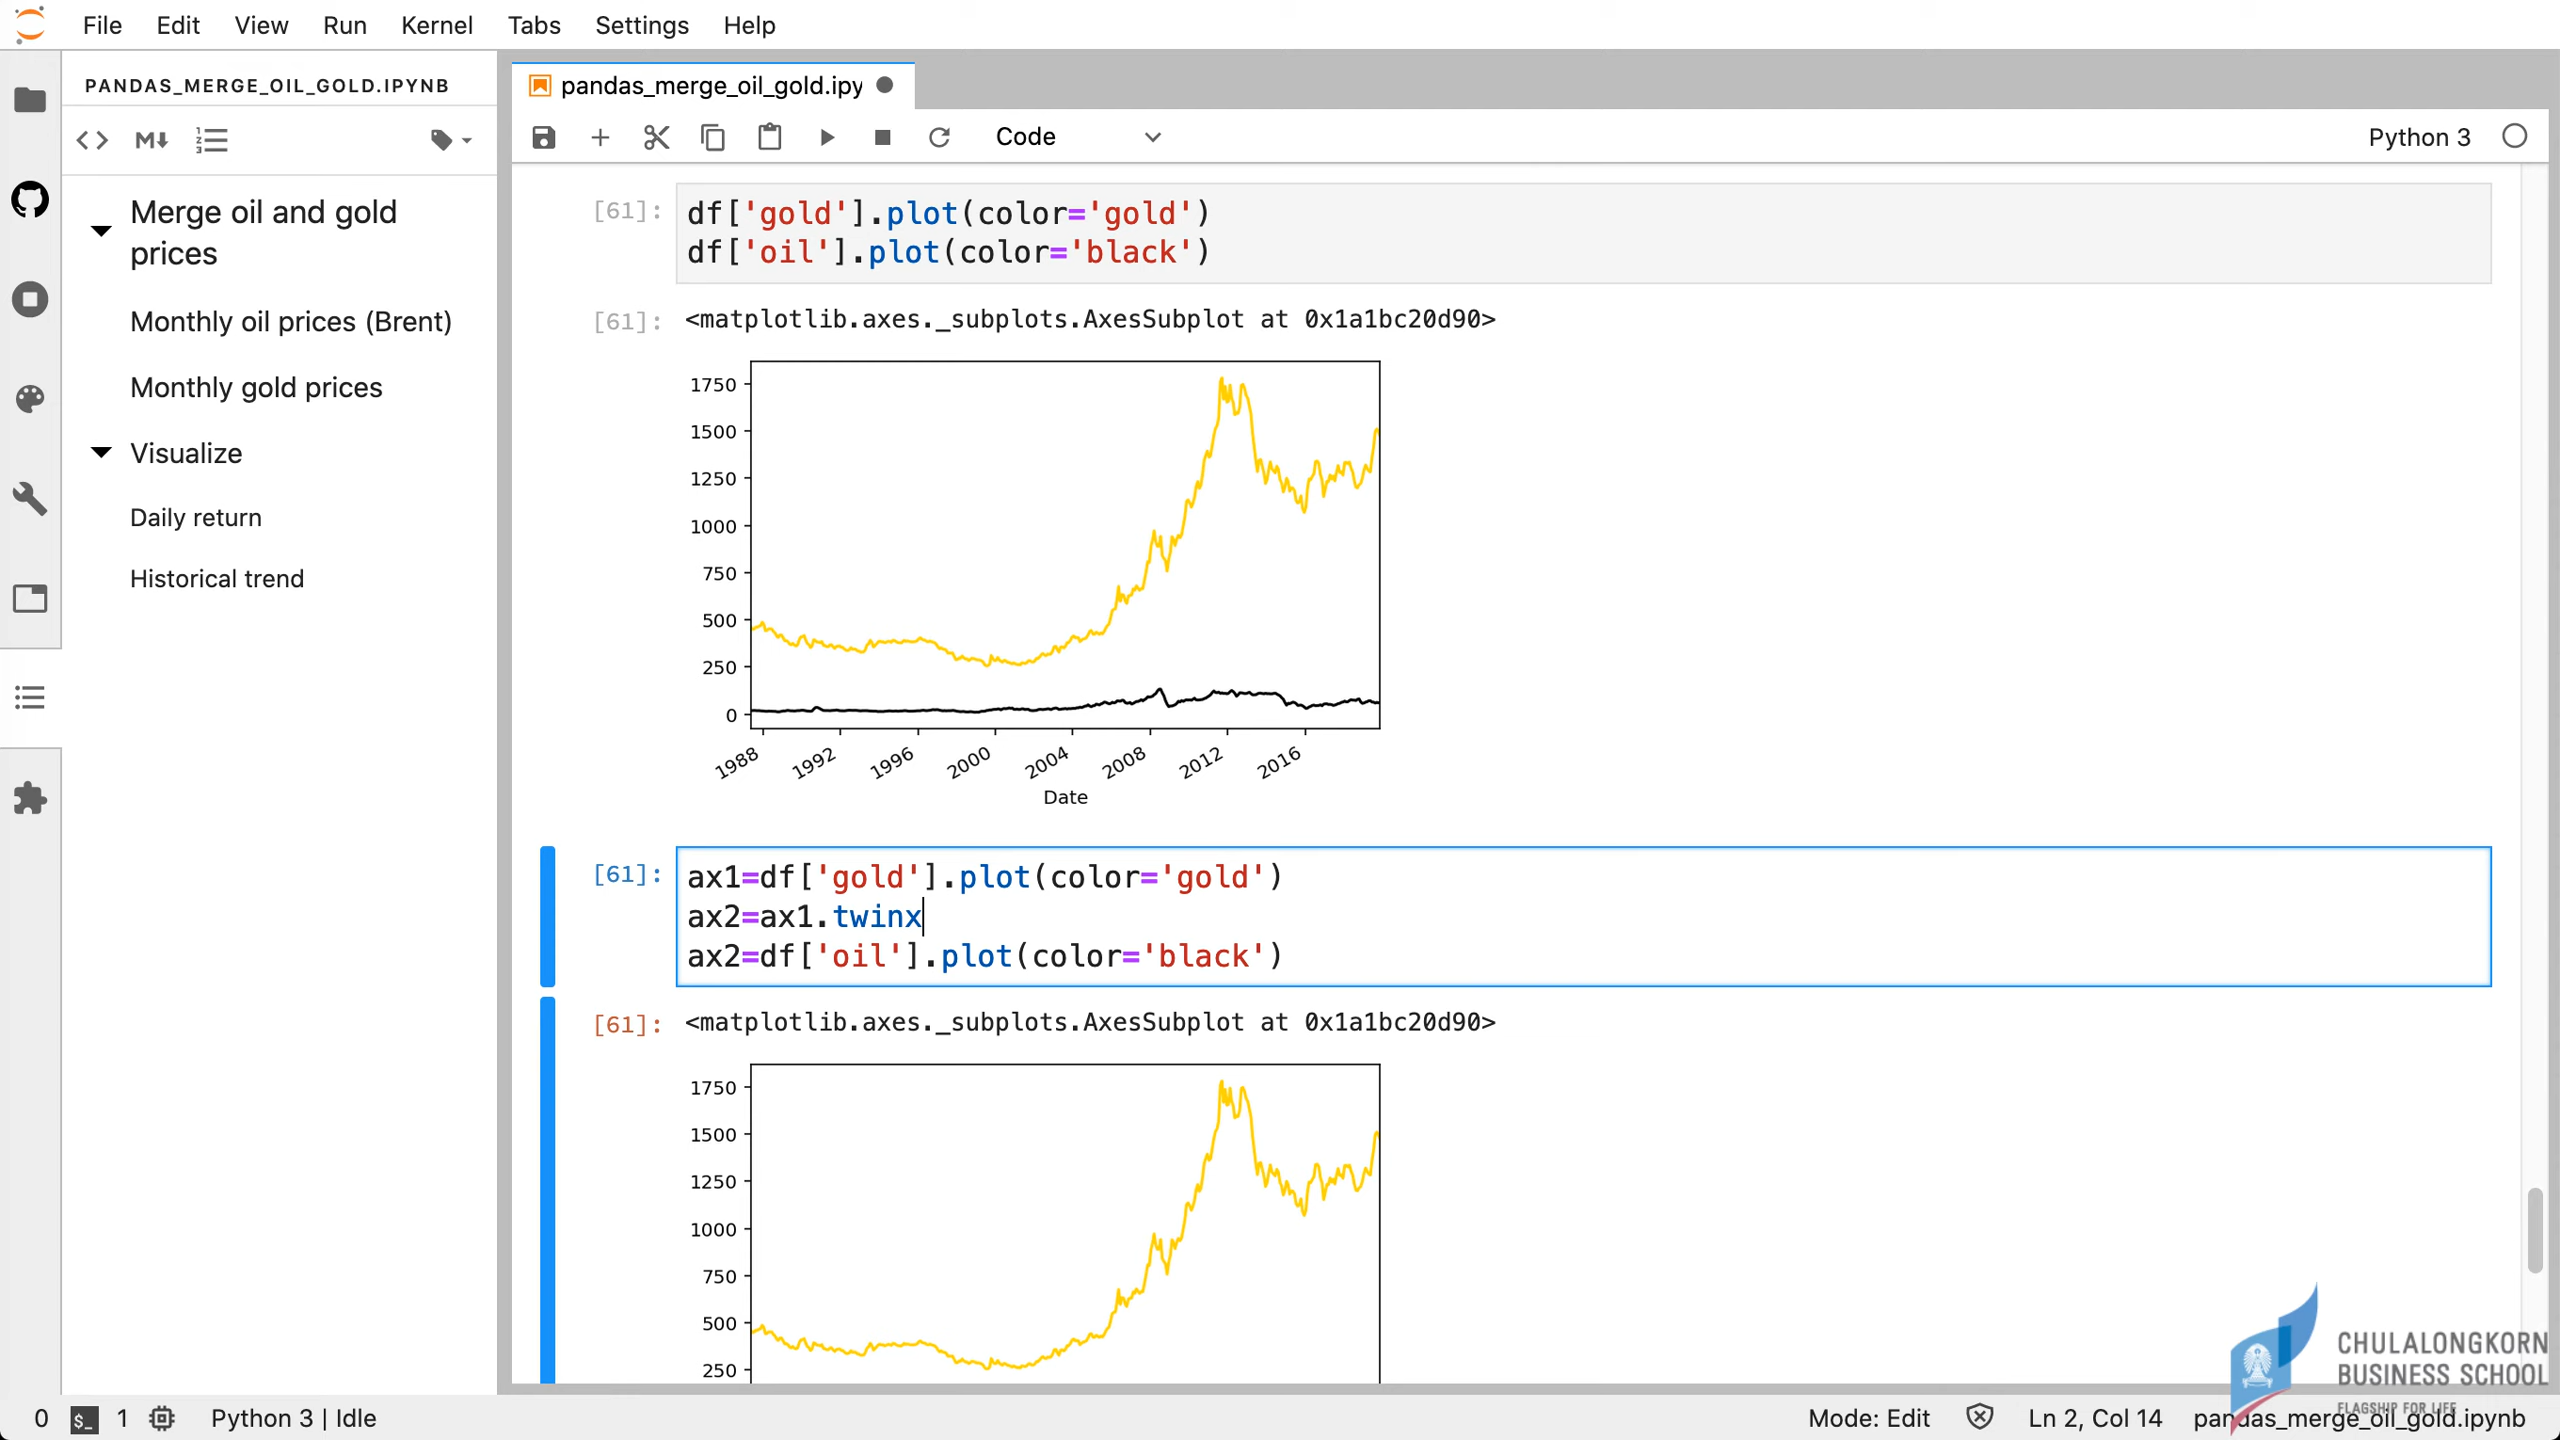 File Edit View Run Kernel Tabs Settings Help
PANDAS_MERGE_OIL_GOLD.IPYNB
Merge oil and gold
prices
Monthly oil prices (Brent)
Monthly gold prices
Visualize
Daily return
Historical trend
pandas_merge_oil_gold.ipy
Code
Python 3
[61]: df['gold'].plot(color='gold')
df['oil'].plot(color='black')
[61]: <matplotlib.axes._subplots.AxesSubplot at 0x1a1bc20d90>
1750
1500
1250
1000
750
500
250
0
1988 1992 1996 2000 2004 2008 2012 2016
Date
[61]: ax1=df['gold'].plot(color='gold')
ax2=ax1.twinx
ax2=df['oil'].plot(color='black')
[61]: <matplotlib.axes._subplots.AxesSubplot at 0x1a1bc20d90>
1750
1500
1250
1000
750
500
250
CHULALONGKORN
BUSINESS SCHOOL
FLAGSHIP FOR LIFE
0 $_ 1 Python 3 | Idle Mode: Edit Ln 2, Col 14 pandas_merge_oil_gold.ipynb